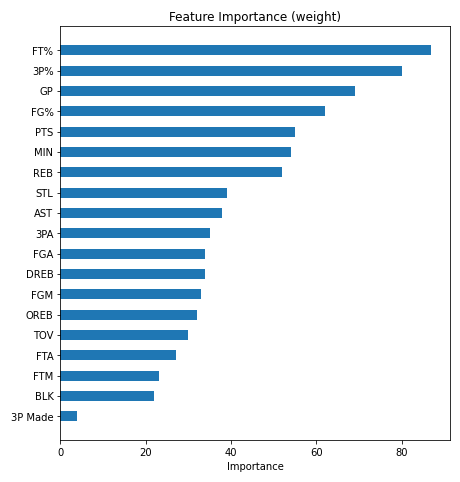 Feature Importance (weight)
FT%
3P%
GP
FG%
PTS
MIN
REB
STL
AST
3PA
FGA
DREB
FGM
OREB
TOV
FTA
FTM
BLK
3P Made
0 20 40 60 80
Importance